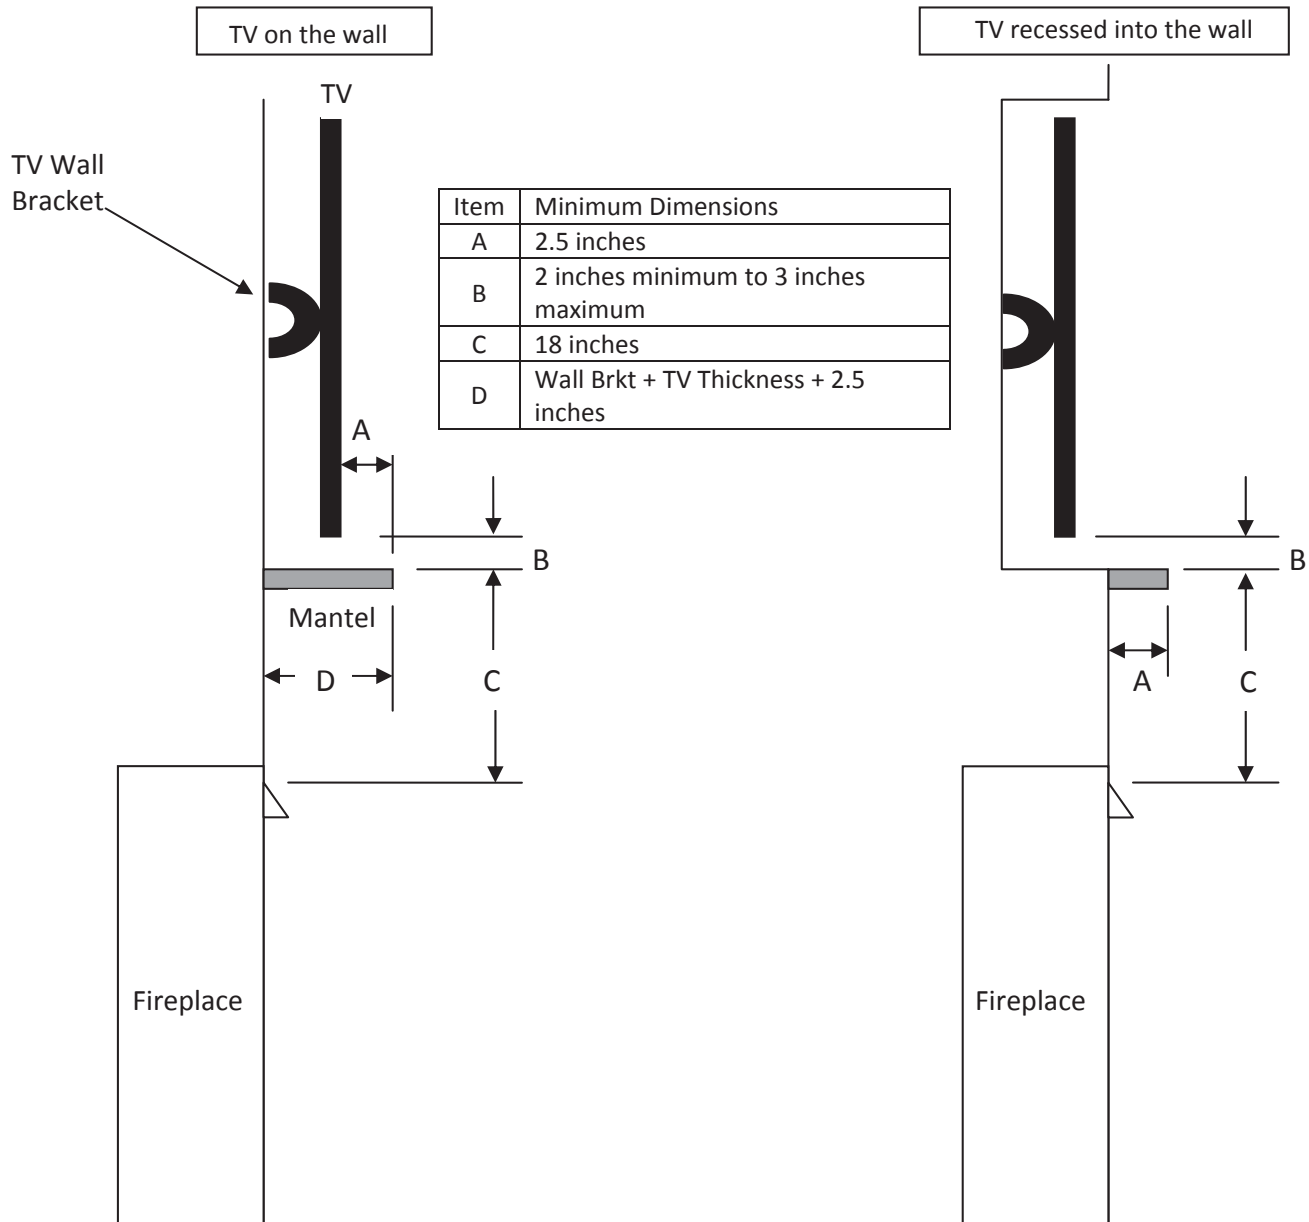 TV on the wall
TV recessed into the wall
TV
TV Wall
Bracket
Item Minimum Dimensions
A 2.5 inches
B 2 inches minimum to 3 inches
maximum
C 18 inches
D Wall Brkt + TV Thickness + 2.5
inches
A
B
Mantel
D
C
Fireplace
B
A
C
Fireplace